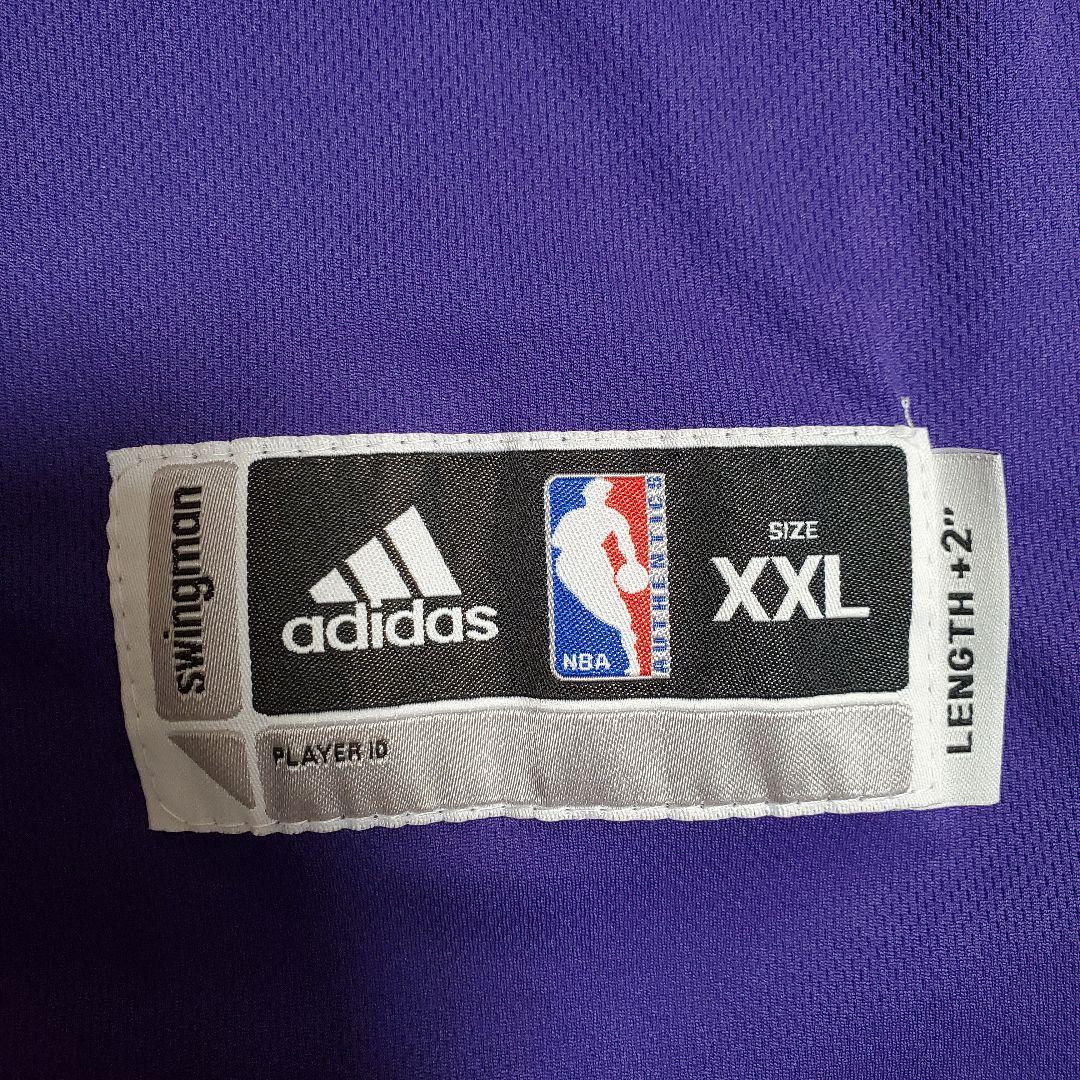 swingman
adidas
NBA
AUTHENTICS
SIZE
XXL
LENGTH +2"
PLAYER ID